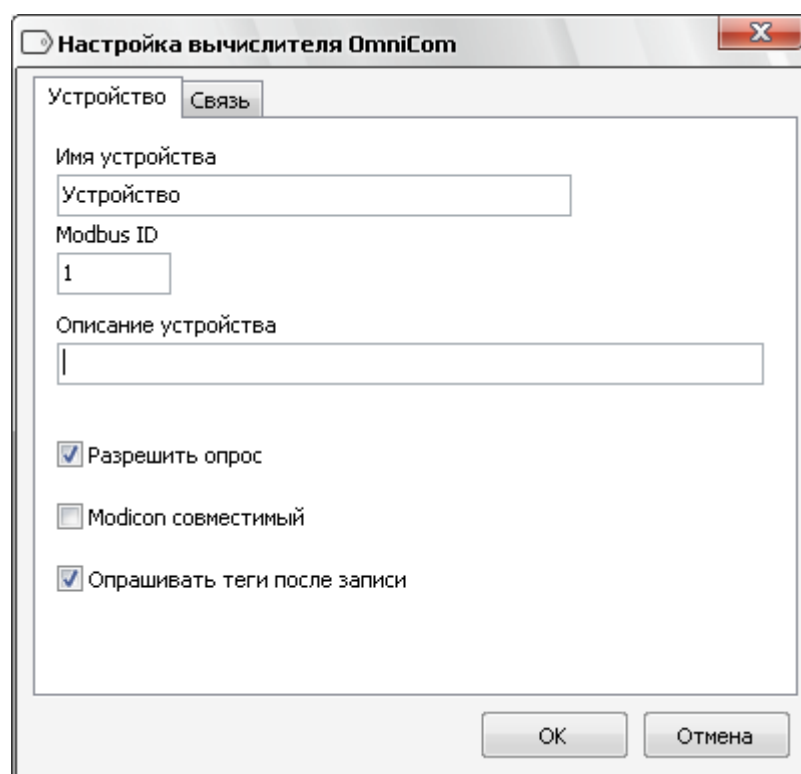 Настройка вычислителя OmniCom
Устройство Связь
Имя устройства
Устройство
Modbus ID
1
Описание устройства
Разрешить опрос
Modicon совместимый
Опрашивать теги после записи
OK Отмена